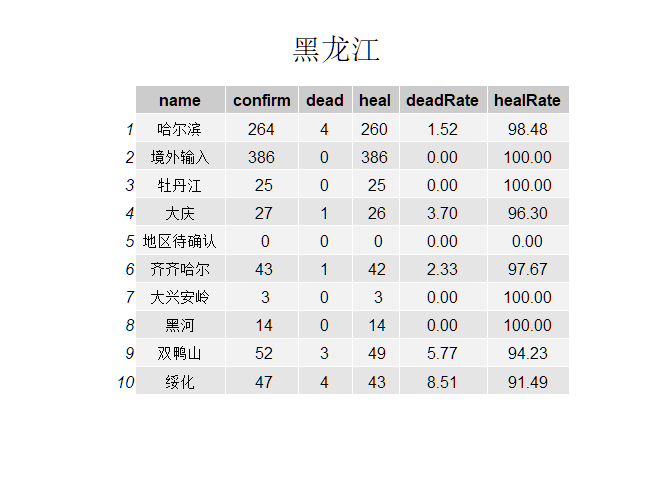 黑龙江
name confirm dead heal deadRate healRate
1 哈尔滨 264 4 260 1.52 98.48
2 境外输入 386 0 386 0.00 100.00
3 牡丹江 25 0 25 0.00 100.00
4 大庆 27 1 26 3.70 96.30
5 地区待确认 0 0 0 0.00 0.00
6 齐齐哈尔 43 1 42 2.33 97.67
7 大兴安岭 3 0 3 0.00 100.00
8 黑河 14 0 14 0.00 100.00
9 双鸭山 52 3 49 5.77 94.23
10 绥化 47 4 43 8.51 91.49